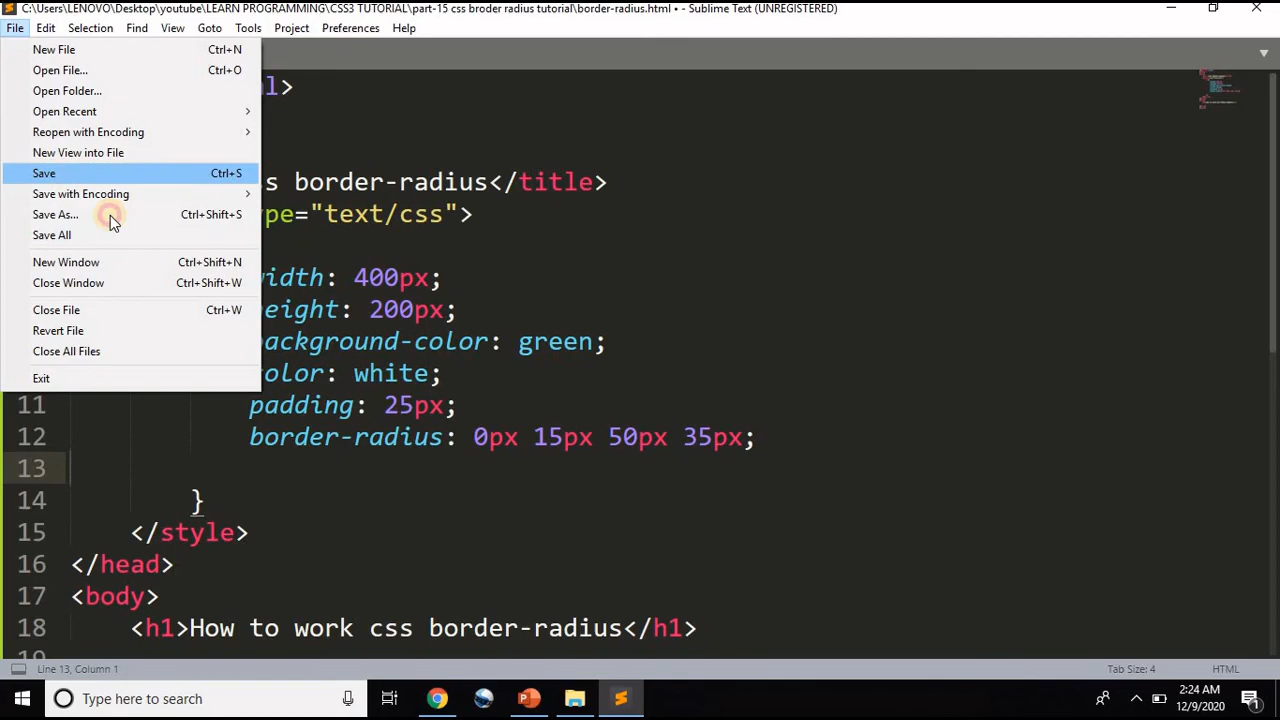 C:\Users\LENOVO\Desktop\youtube\LEARN PROGRAMMING\CSS3 TUTORIAL\part-15 css broder radius tutorial\border-radius.html • - Sublime Text (UNREGISTERED)
File Edit Selection Find View Goto Tools Project Preferences Help
New File Ctrl+N
Open File... Ctrl+O
Open Folder...
Open Recent
Reopen with Encoding
New View into File
Save Ctrl+S
Save with Encoding
Save As... Ctrl+Shift+S
Save All
New Window Ctrl+Shift+N
Close Window Ctrl+Shift+W
Close File Ctrl+W
Revert File
Close All Files
Exit
l>
s border-radius</title>
pe="text/css">
width: 400px;
height: 200px;
background-color: green;
color: white;
11 padding: 25px;
12 border-radius: 0px 15px 50px 35px;
13
14 }
15 </style>
16 </head>
17 <body>
18 <h1>How to work css border-radius</h1>
Line 13, Column 1 Tab Size: 4 HTML
Type here to search
2:24 AM
12/9/2020
1